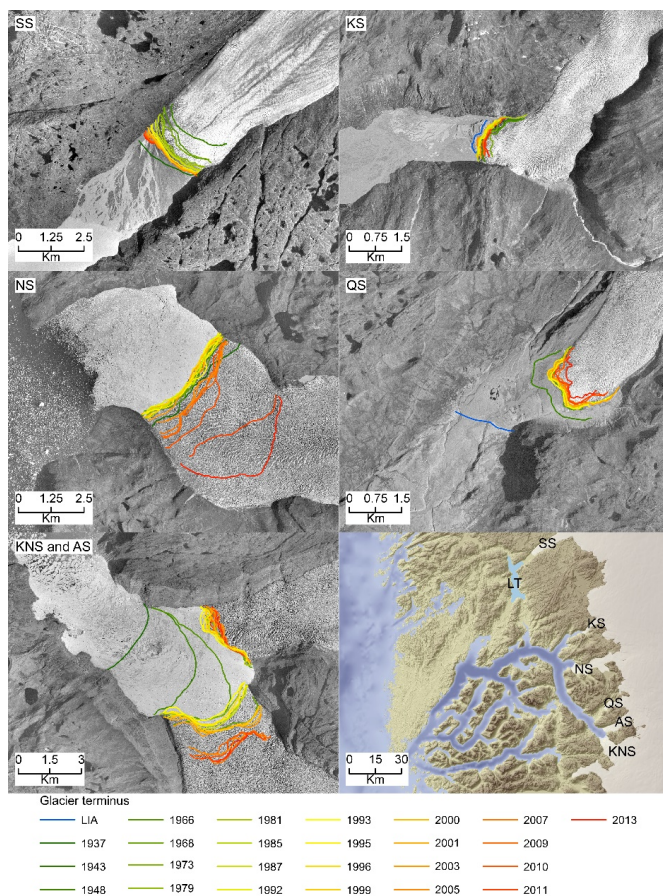 SS
0 1.25 2.5
Km
KS
0 0.75 1.5
Km
NS
0 1.25 2.5
Km
QS
0 0.75 1.5
Km
KNS and AS
0 1.5 3
Km
SS
LT
KS
NS
QS
AS
KNS
0 15 30
Km
Glacier terminus
LIA 1966 1981 1993 2000 2007 2013
1937 1968 1985 1995 2001 2009
1943 1973 1987 1996 2003 2010
1948 1979 1992 1999 2005 2011